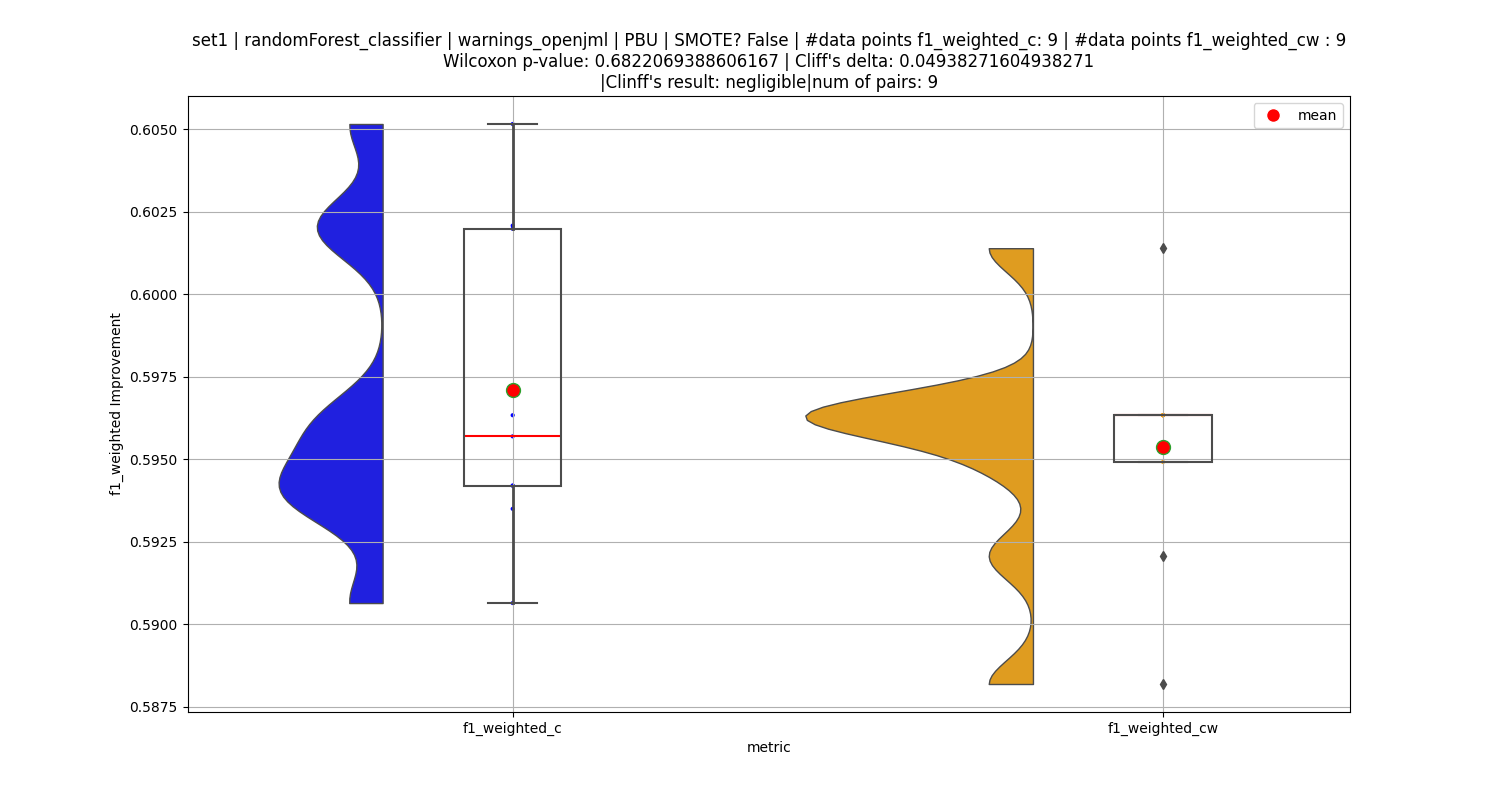 set1 | randomForest_classifier | warnings_openjml | PBU | SMOTE? False | #data points f1_weighted_c: 9 | #data points f1_weighted_cw : 9
Wilcoxon p-value: 0.6822069388606167 | Cliff's delta: 0.04938271604938271
|Clinff's result: negligible|num of pairs: 9
mean
0.6050
0.6025
0.6000
0.5975
0.5950
0.5925
0.5900
0.5875
f1_weighted Improvement
f1_weighted_c
f1_weighted_cw
metric